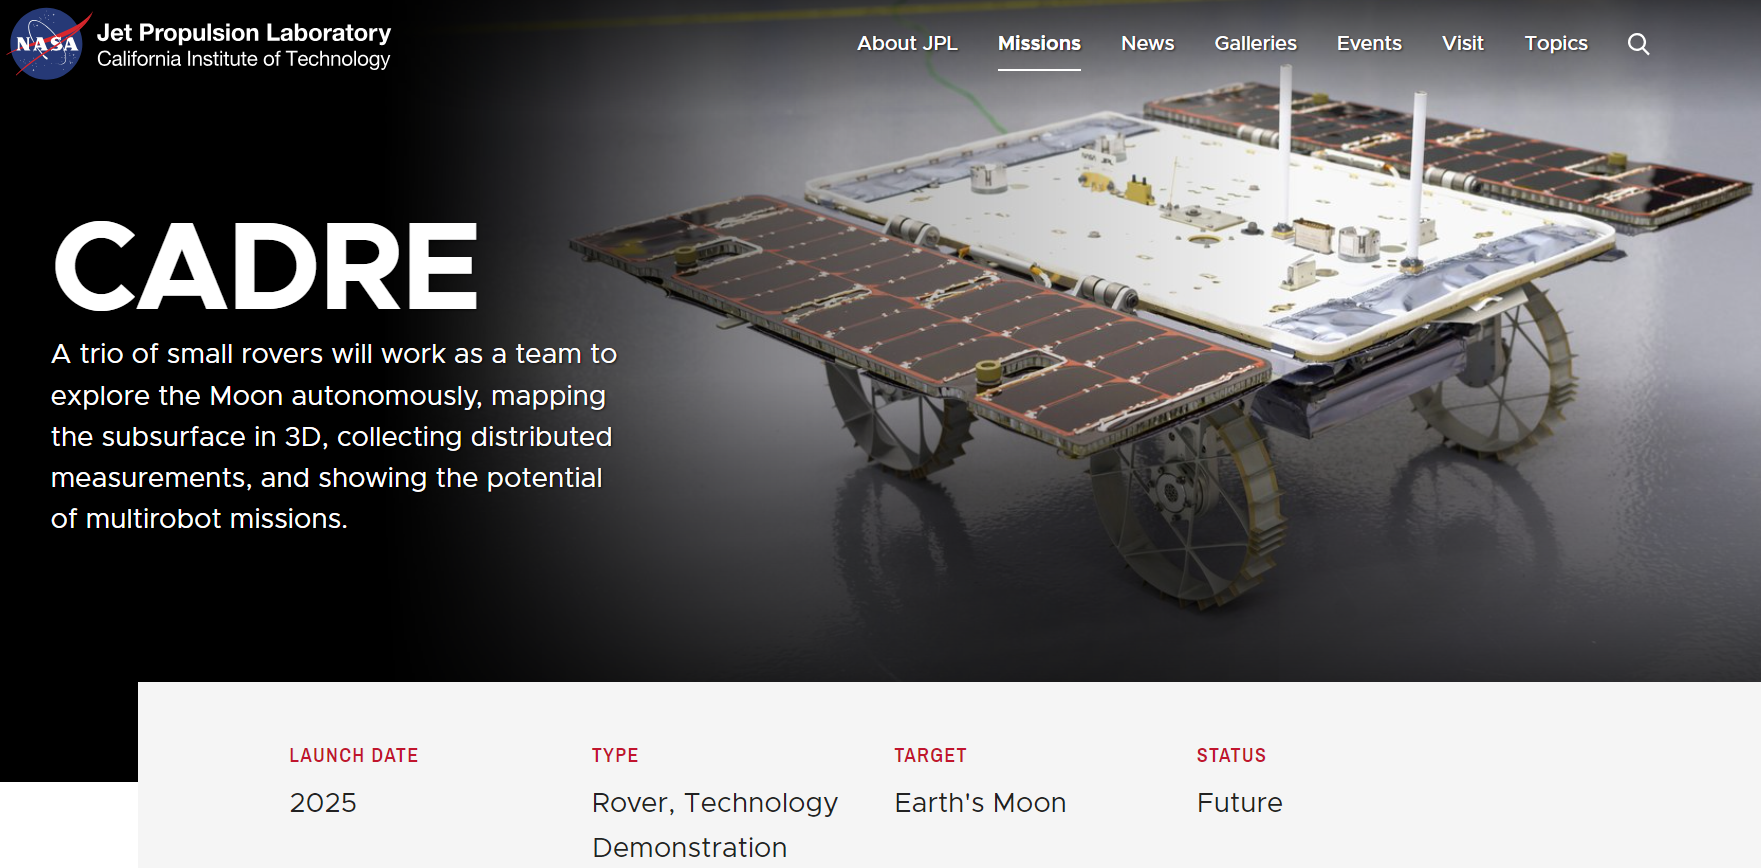 NASA
Jet Propulsion Laboratory
California Institute of Technology
About JPL
Missions
News
Galleries
Events
Visit
Topics
CADRE
A trio of small rovers will work as a team to
explore the Moon autonomously, mapping
the subsurface in 3D, collecting distributed
measurements, and showing the potential
of multirobot missions.
LAUNCH DATE
2025
TYPE
Rover, Technology
Demonstration
TARGET
Earth's Moon
STATUS
Future